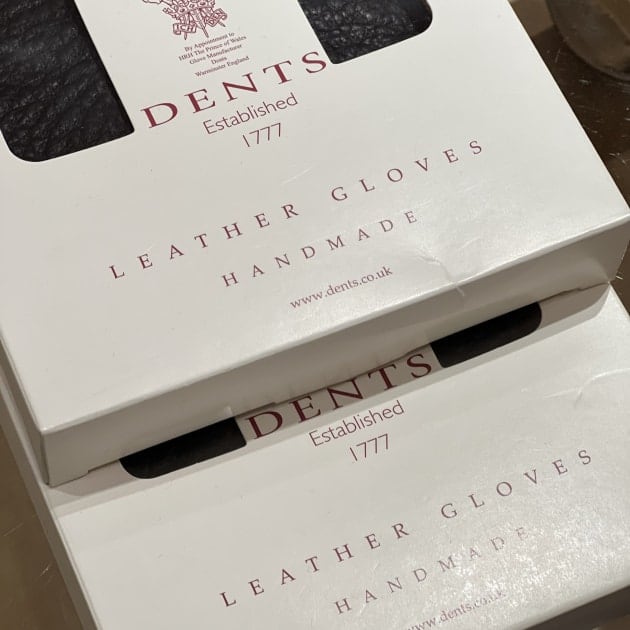 By Appointment to
HRH The Prince of Wales
Glove Manufacturer
Dents
Warminster England
DENTS
Established
1777
LEATHER GLOVES
HANDMADE
www.dents.co.uk
DENTS
Established
1777
LEATHER GLOVES
HANDMADE
www.dents.co.uk